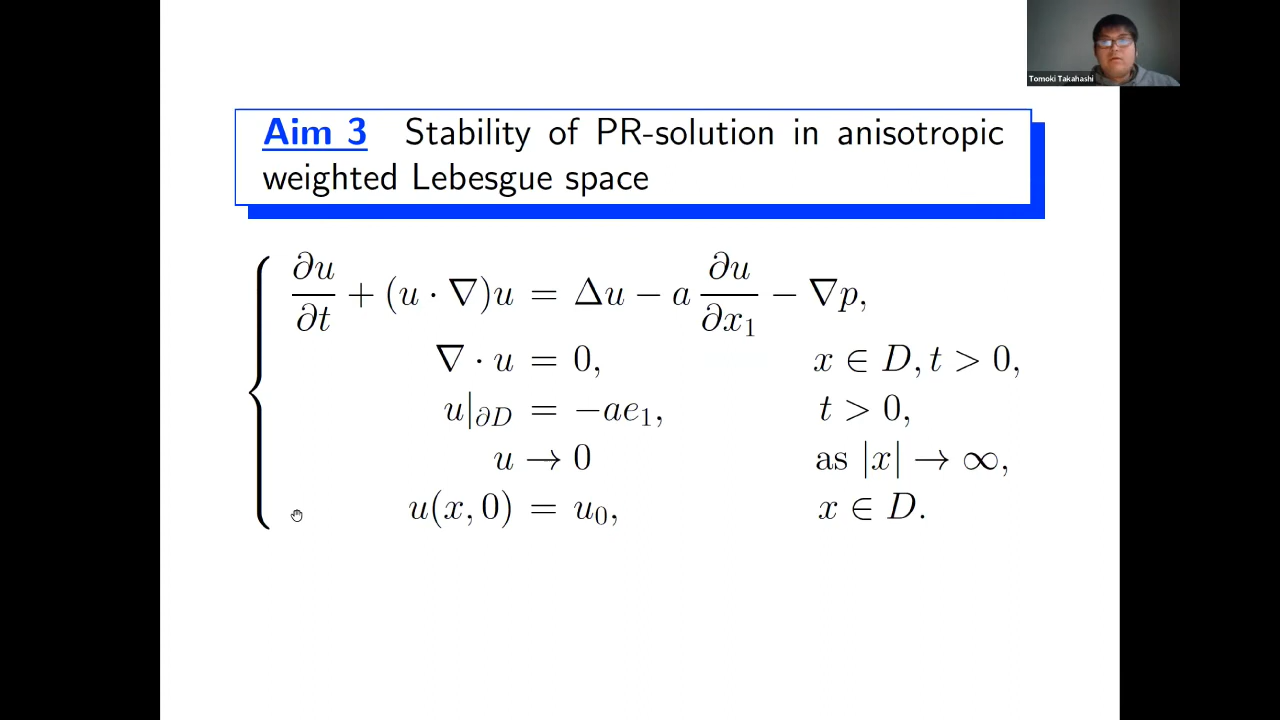 Tomoki Takahashi
Aim 3 Stability of PR-solution in anisotropic
weighted Lebesgue space
∂u/∂t + (u · ∇)u = Δu − a ∂u/∂x₁ − ∇p,
∇ · u = 0, x ∈ D, t > 0,
u|∂D = −ae₁, t > 0,
u → 0 as |x| → ∞,
u(x, 0) = u₀, x ∈ D.